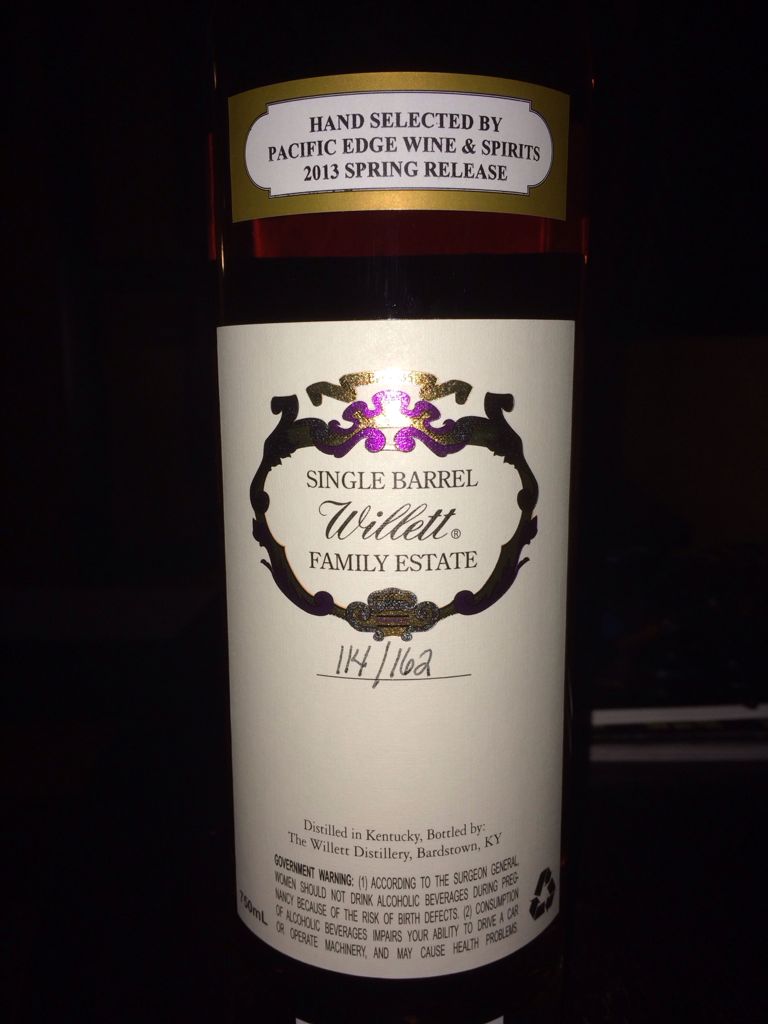 HAND SELECTED BY
PACIFIC EDGE WINE & SPIRITS
2013 SPRING RELEASE
SINGLE BARREL
Willett®
FAMILY ESTATE
114/162
Distilled in Kentucky, Bottled by:
The Willett Distillery, Bardstown, KY
GOVERNMENT WARNING: (1) ACCORDING TO THE SURGEON GENERAL,
WOMEN SHOULD NOT DRINK ALCOHOLIC BEVERAGES DURING PREG-
NANCY BECAUSE OF THE RISK OF BIRTH DEFECTS. (2) CONSUMPTION
OF ALCOHOLIC BEVERAGES IMPAIRS YOUR ABILITY TO DRIVE A CAR
OR OPERATE MACHINERY, AND MAY CAUSE HEALTH PROBLEMS.
750mL